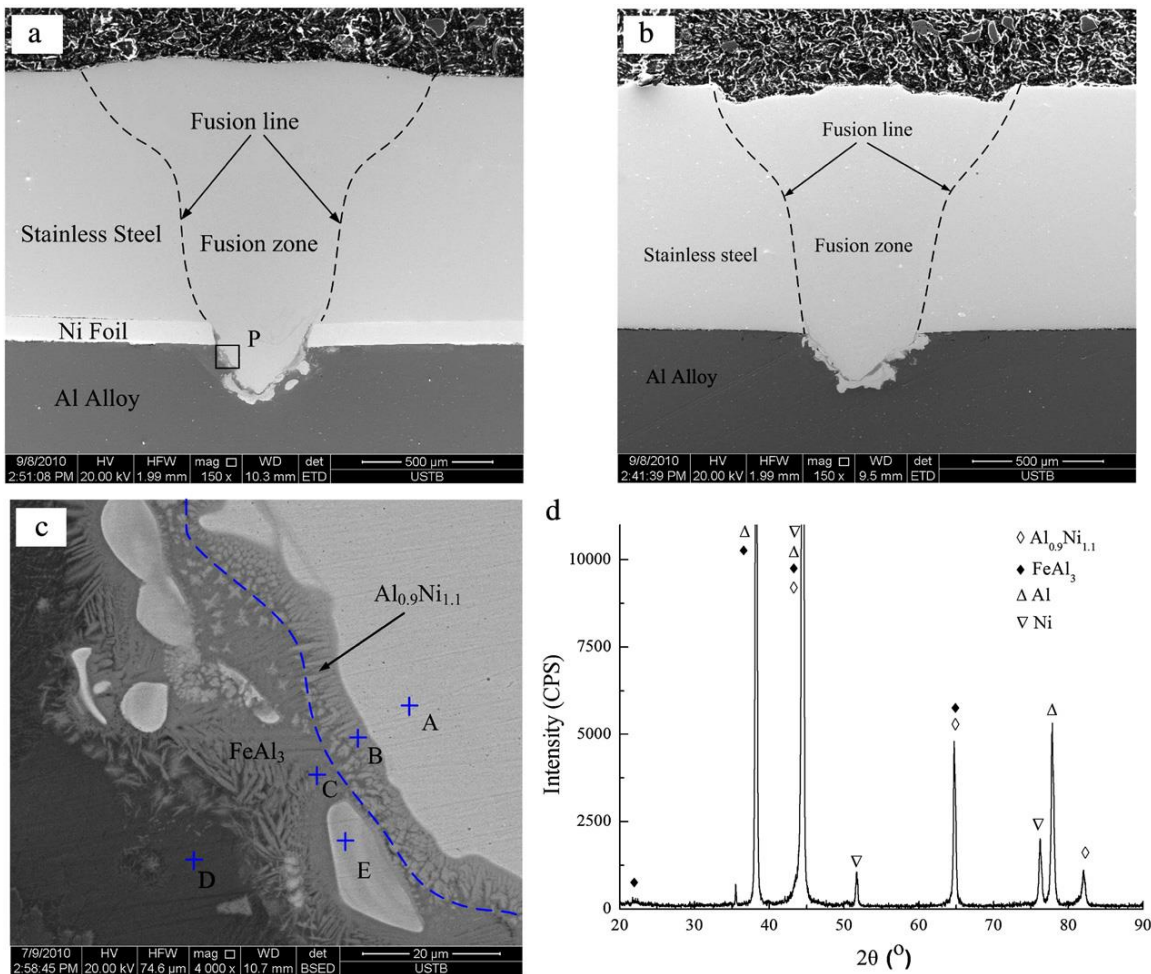 a
Fusion line
Stainless Steel
Fusion zone
Ni Foil
P
Al Alloy
9/8/2010 HV HFW mag □ WD det 500 µm
2:51:08 PM 20.00 kV 1.99 mm 150 x 10.3 mm ETD USTB
b
Fusion line
Fusion zone
Stainless steel
Al Alloy
9/8/2010 HV HFW mag □ WD det 500 µm
2:41:39 PM 20.00 kV 1.99 mm 150 x 9.5 mm ETD USTB
c
Al0.9Ni1.1
A
B
FeAl3
C
E
D
7/9/2010 HV HFW mag □ WD det 20 µm
2:58:45 PM 20.00 kV 74.6 µm 4 000 x 10.7 mm BSED USTB
d
◊ Al0.9Ni1.1
♦ FeAl3
△ Al
▽ Ni
Intensity (CPS)
10000
7500
5000
2500
0
20 30 40 50 60 70 80 90
2θ (O)